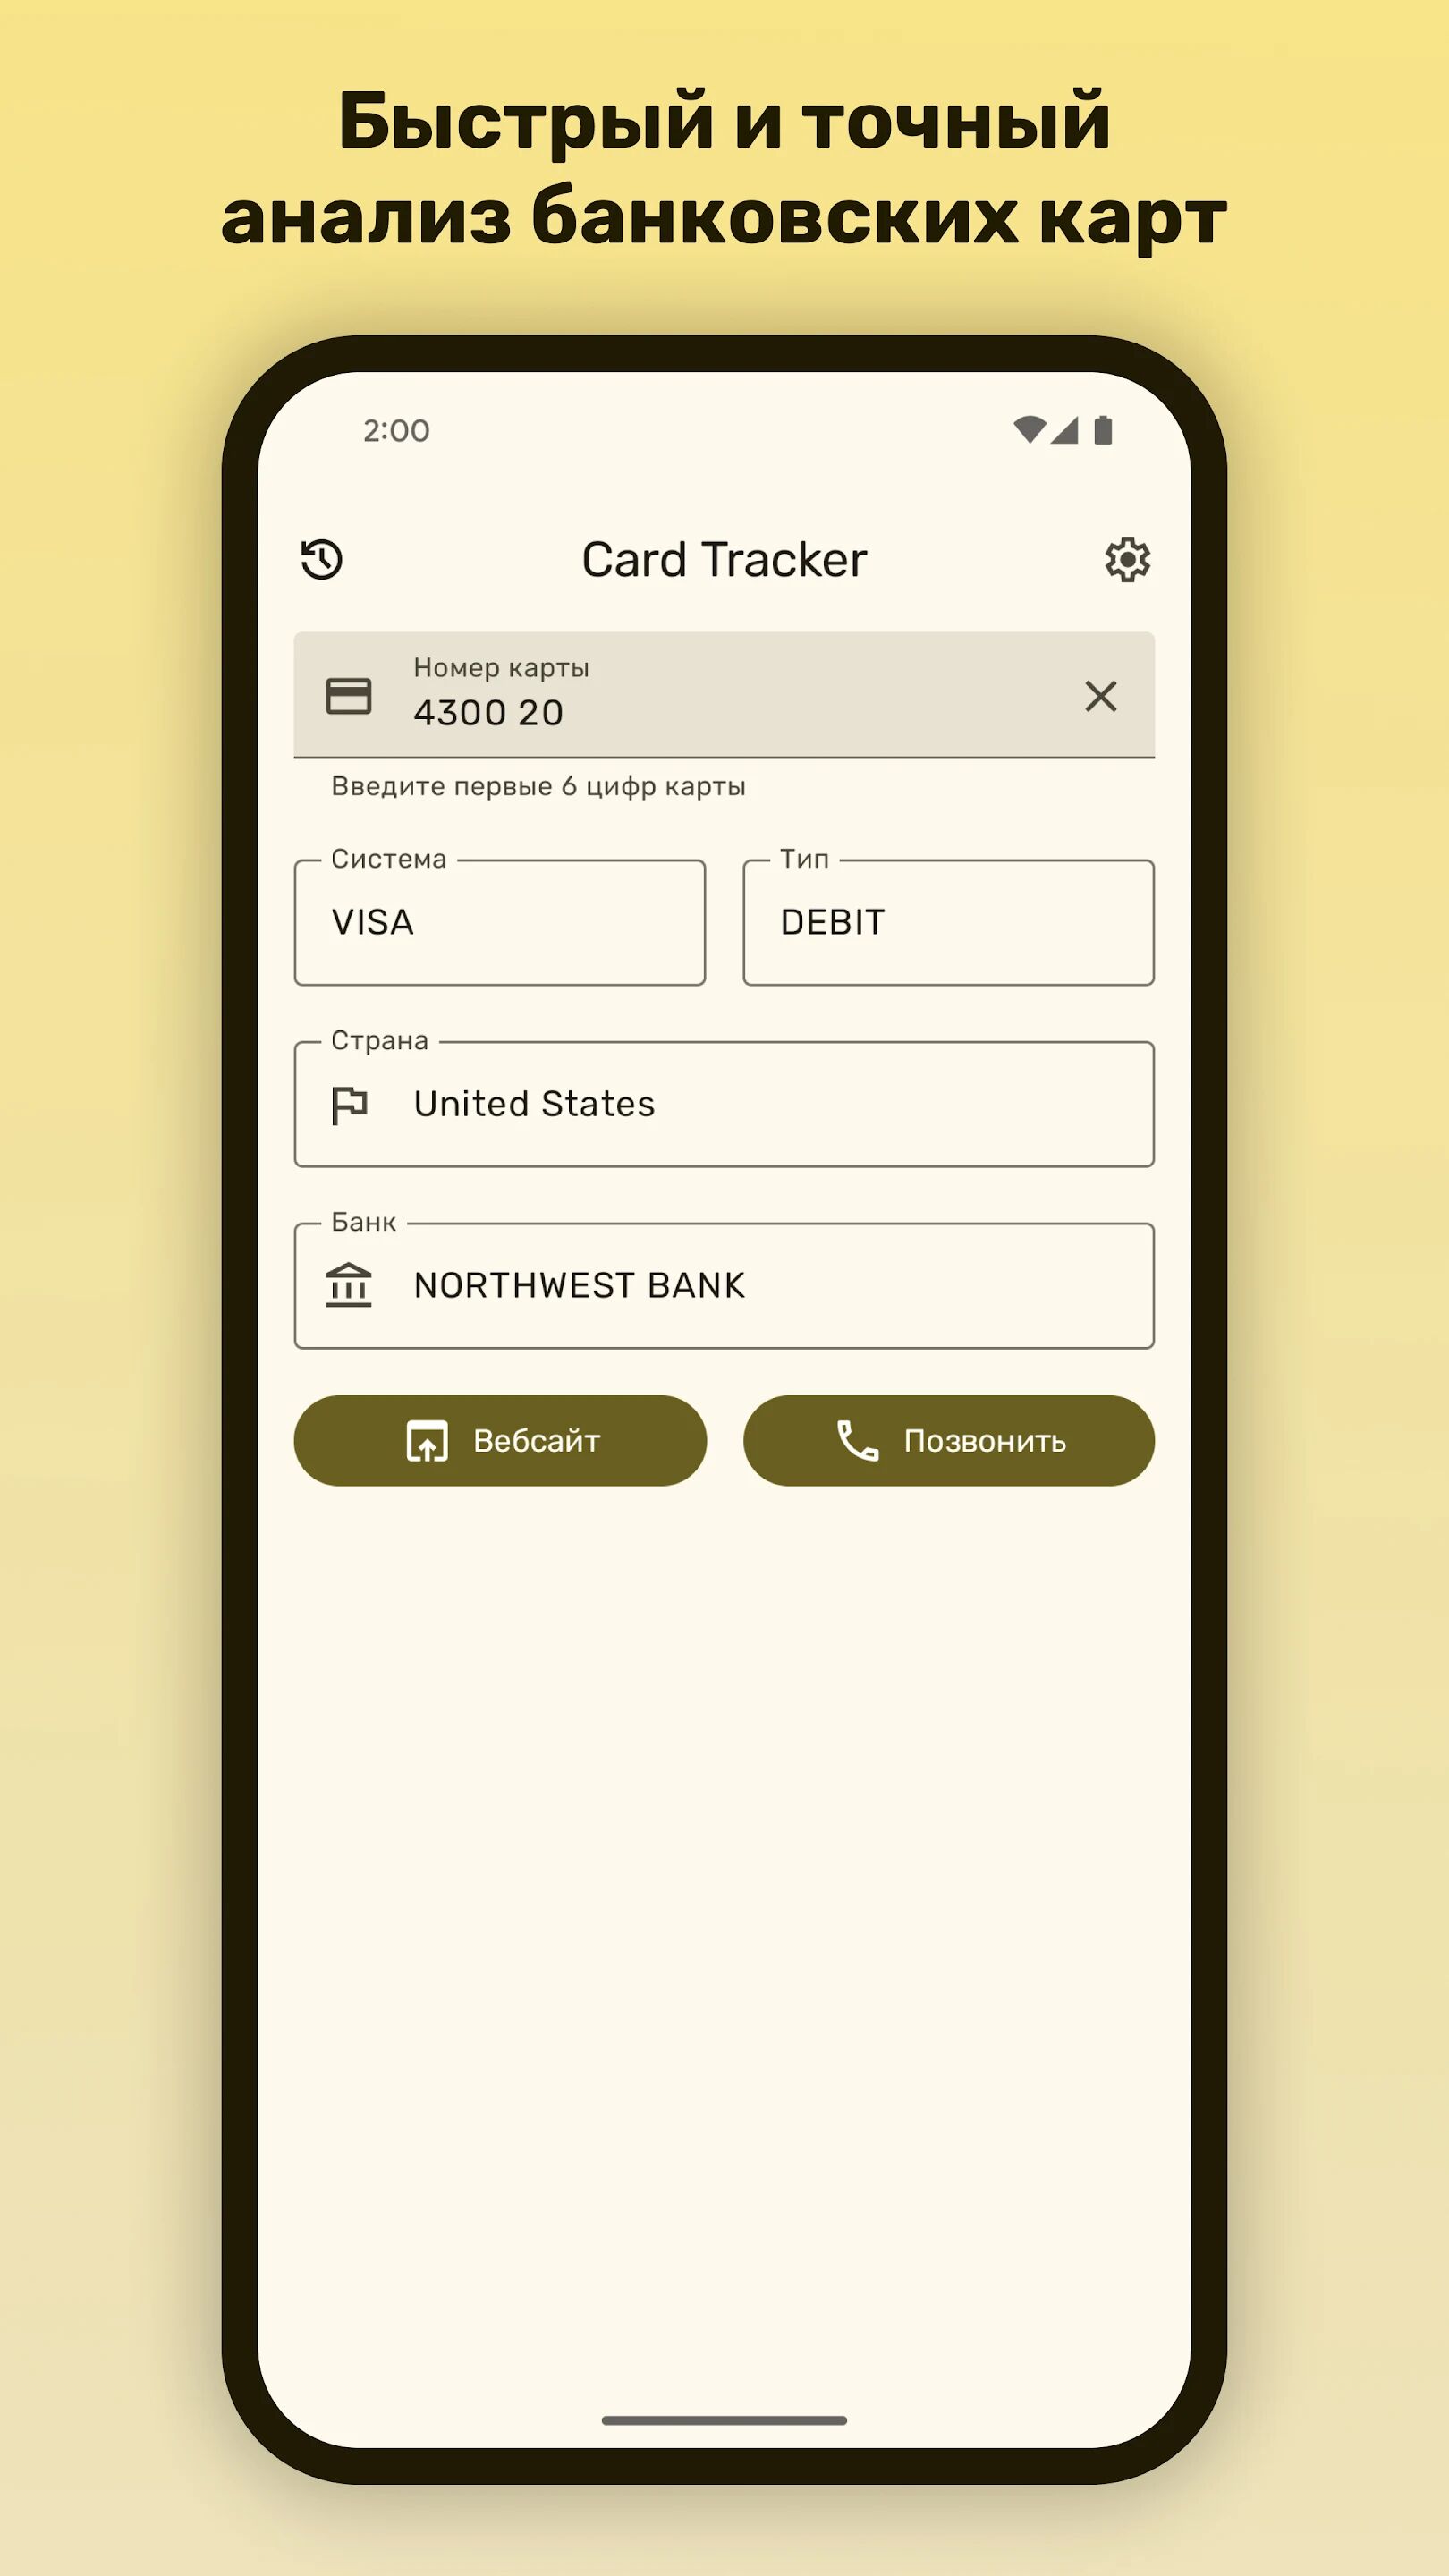 Быстрый и точный
анализ банковских карт
2:00
Card Tracker
Номер карты
4300 20
Введите первые 6 цифр карты
Система
VISA
Тип
DEBIT
Страна
United States
Банк
NORTHWEST BANK
Вебсайт
Позвонить